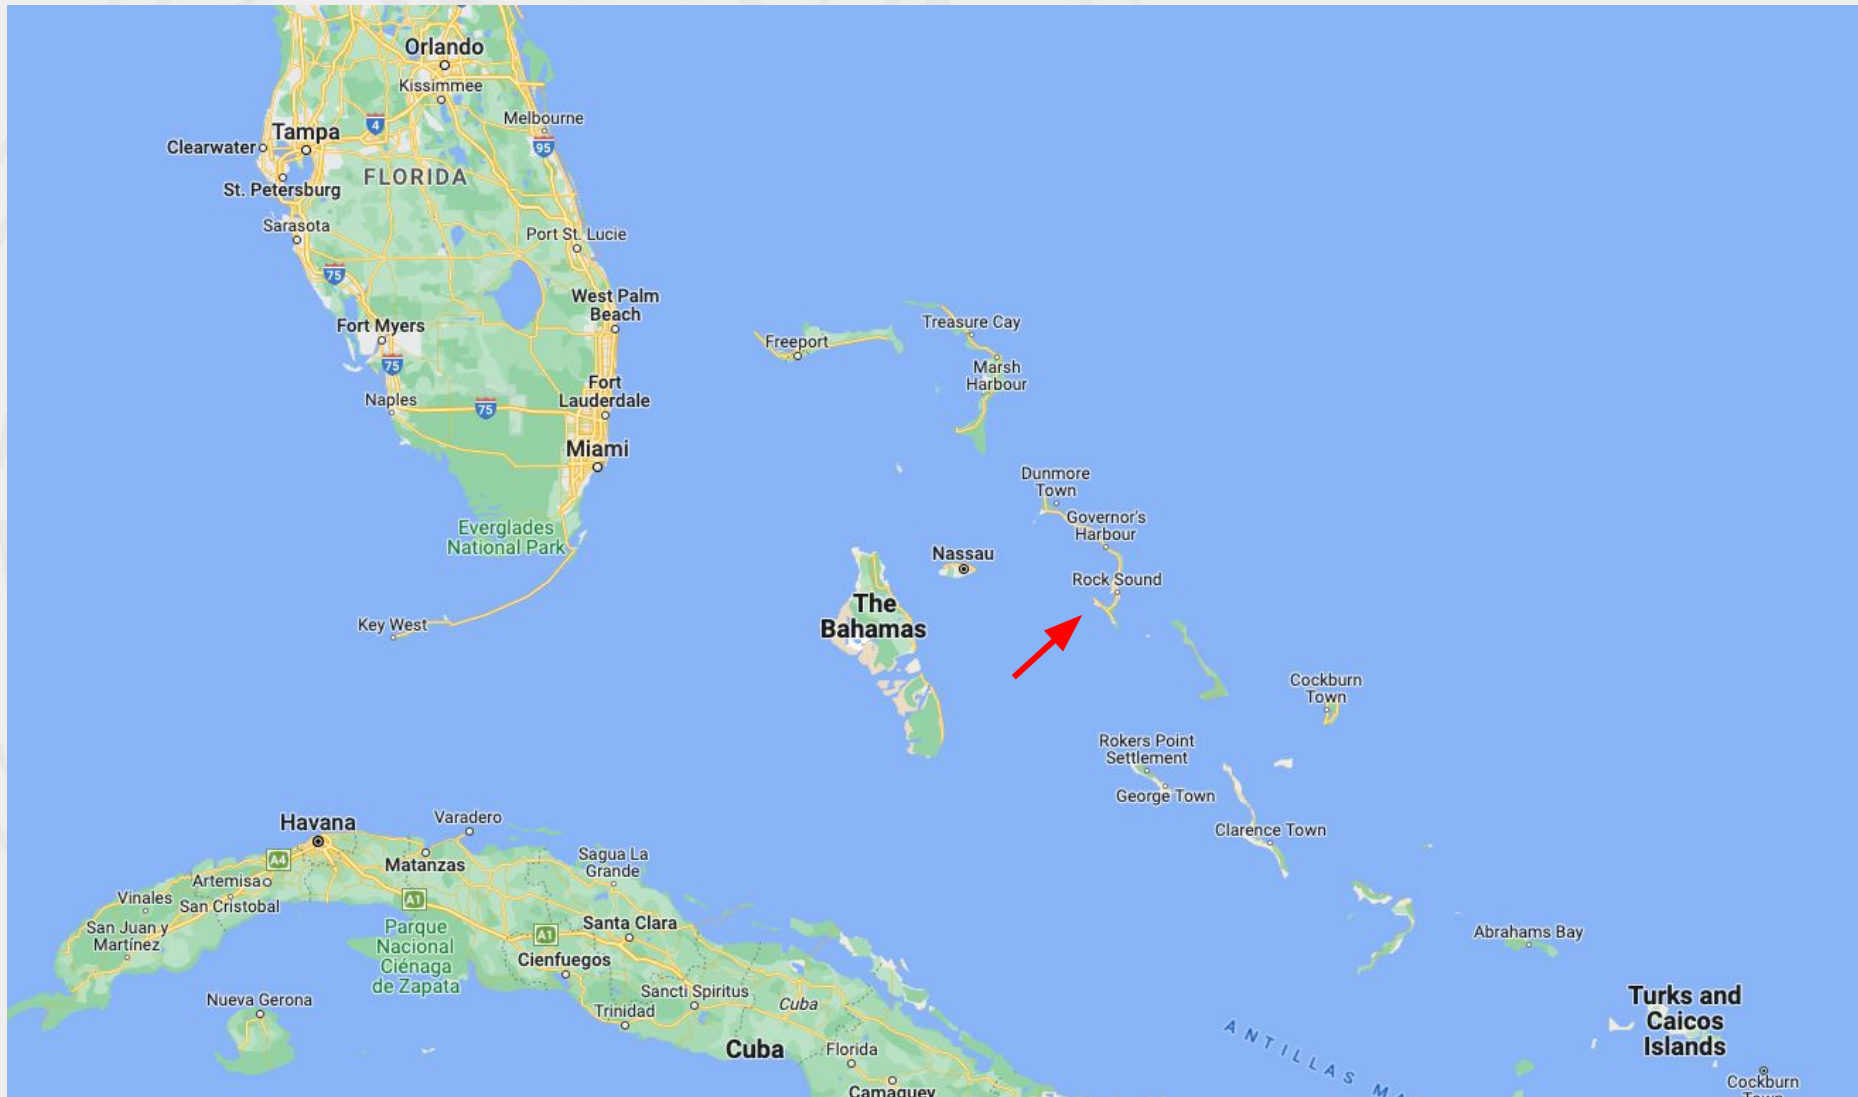 Orlando
Kissimmee
Melbourne
4
Tampa
Clearwater
95
FLORIDA
St. Petersburg
Sarasota
Port St. Lucie
75
West Palm
Beach
Fort Myers
75
Fort
Lauderdale
Naples
75
Miami
Everglades
National Park
Key West
Freeport
Treasure Cay
Marsh
Harbour
Dunmore
Town
Governor's
Harbour
Nassau
Rock Sound
The
Bahamas
Cockburn
Town
Rokers Point
Settlement
George Town
Clarence Town
Havana
Varadero
A4
Matanzas
Sagua La
Grande
Artemisa
Vinales
San Cristobal
A1
San Juan y
Martínez
Parque
Nacional
Ciénaga
de Zapata
A1
Santa Clara
Cienfuegos
Nueva Gerona
Sancti Spiritus
Trinidad
Cuba
Cuba
Florida
Camaguey
Abrahams Bay
Turks and
Caicos
Islands
ANTILLAS
Cockburn
Town